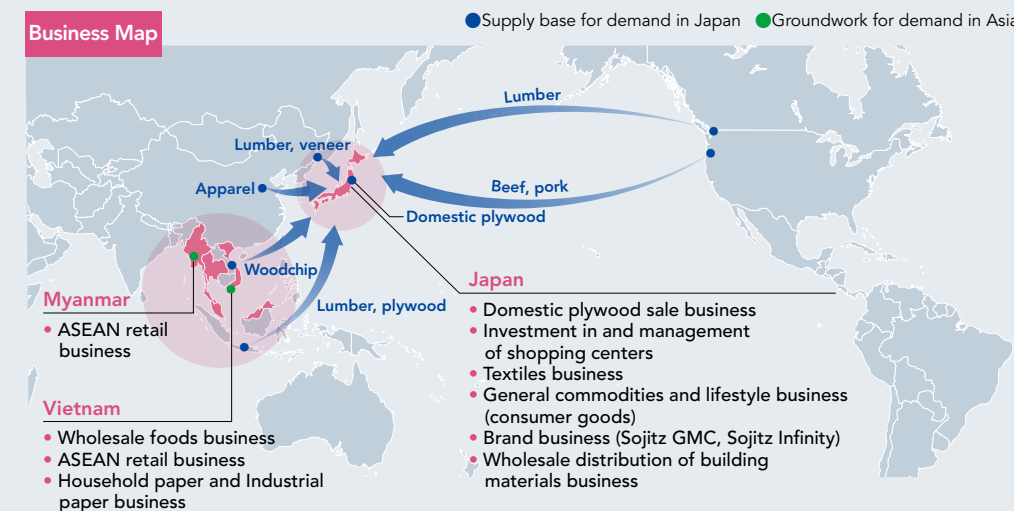 Business Map
●Supply base for demand in Japan ●Groundwork for demand in Asia
Lumber
Lumber, veneer
Apparel
Beef, pork
Domestic plywood
Woodchip
Lumber, plywood
Myanmar
• ASEAN retail
business
Vietnam
• Wholesale foods business
• ASEAN retail business
• Household paper and Industrial
paper business
Japan
• Domestic plywood sale business
• Investment in and management
of shopping centers
• Textiles business
• General commodities and lifestyle business
(consumer goods)
• Brand business (Sojitz GMC, Sojitz Infinity)
• Wholesale distribution of building
materials business